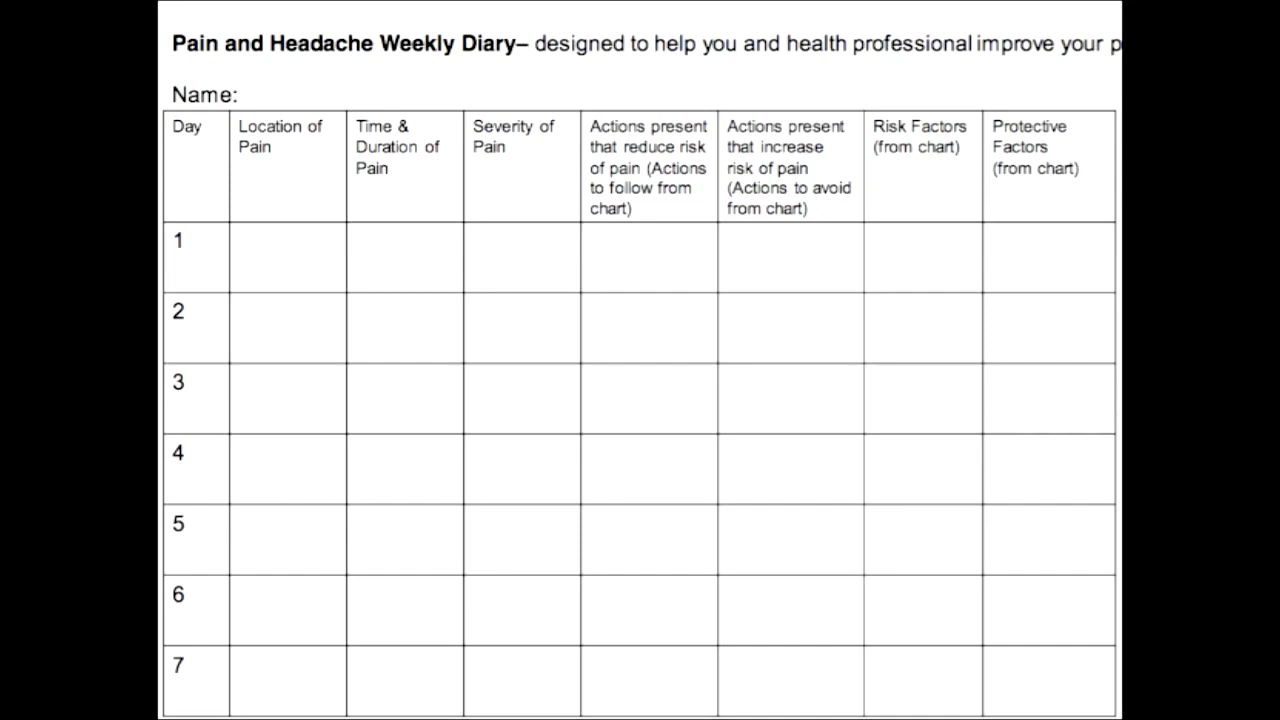 Pain and Headache Weekly Diary– designed to help you and health professional improve your p
Name:
Day
Location of
Pain
Time &
Duration of
Pain
Severity of
Pain
Actions present
that reduce risk
of pain (Actions
to follow from
chart)
Actions present
that increase
risk of pain
(Actions to avoid
from chart)
Risk Factors
(from chart)
Protective
Factors
(from chart)
1
2
3
4
5
6
7